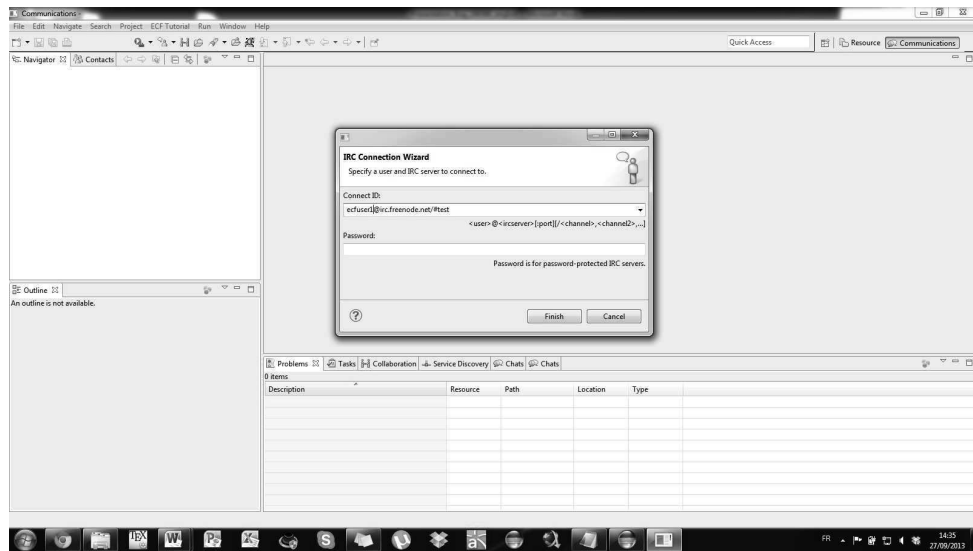 Communications -
File Edit Navigate Search Project ECF Tutorial Run Window Help
Quick Access
Resource
Communications
Navigator
Contacts
IRC Connection Wizard
Specify a user and IRC server to connect to.
Connect ID:
ecfuser1@irc.freenode.net/#test
<user>@<ircserver>[:port][/<channel>,<channel2>,...]
Password:
Password is for password-protected IRC servers.
Finish
Cancel
Outline
An outline is not available.
Problems
Tasks
Collaboration
Service Discovery
Chats
Chats
0 items
Description Resource Path Location Type
FR
14:35
27/09/2013